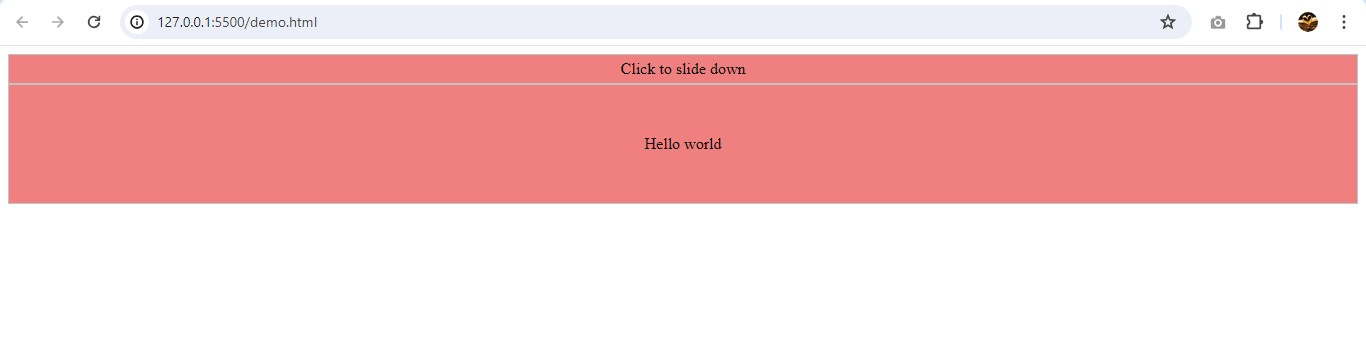 127.0.0.1:5500/demo.html
Click to slide down
Hello world